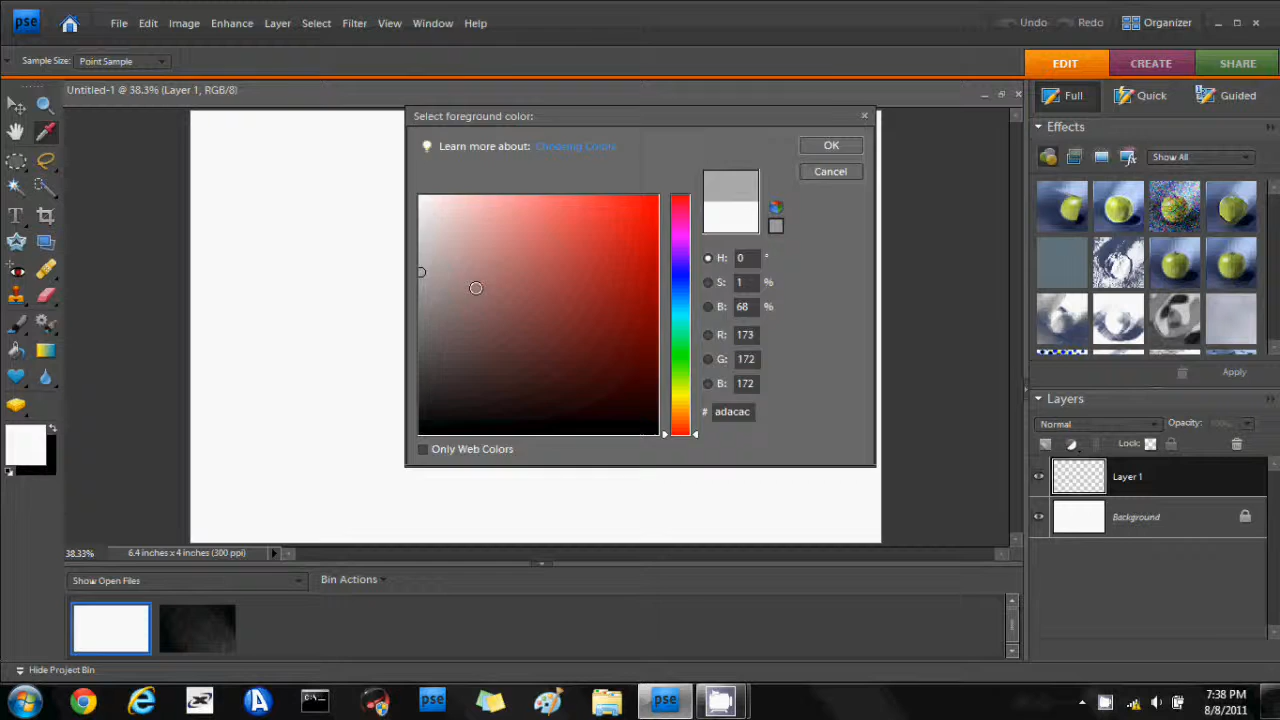 pse File Edit Image Enhance Layer Select Filter View Window Help Undo Redo Organizer
Sample Size: Point Sample EDIT CREATE SHARE
Untitled-1 @ 38.3% (Layer 1, RGB/8) Full Quick Guided
Select foreground color:
Effects
Learn more about: Choosing Colors OK
Show All
Cancel
H: 0 °
S: 1 %
B: 68 %
R: 173
G: 172
B: 172
Apply
Layers
# adacac
Normal Opacity:
Only Web Colors Lock:
Layer 1
Background
38.33% 6.4 inches x 4 inches (300 ppi)
Show Open Files Bin Actions
Hide Project Bin
C:\
pse pse
7:38 PM
8/8/2011